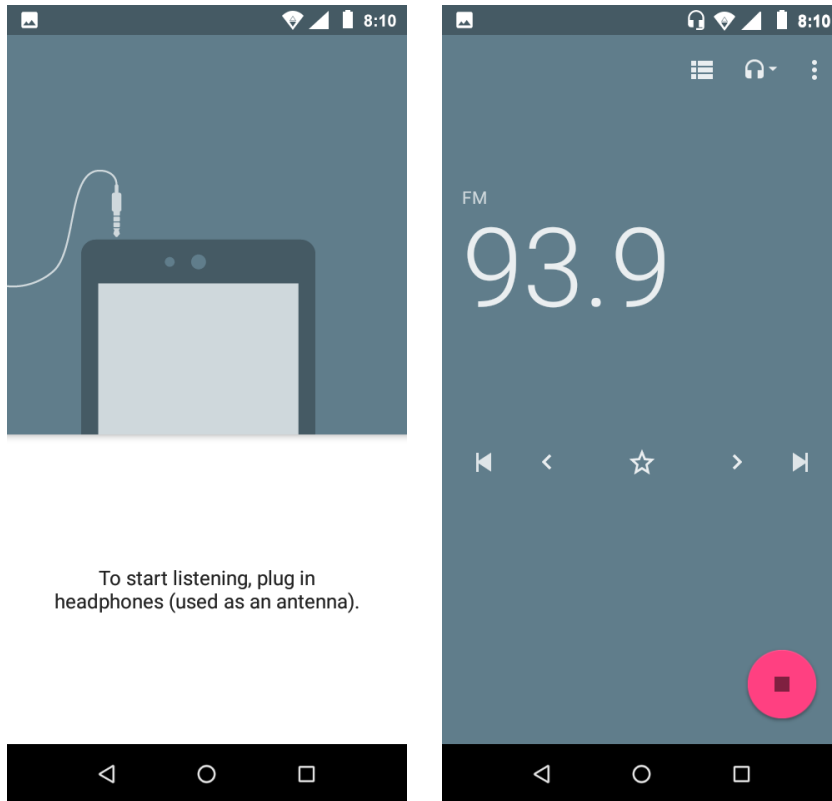 8:10
To start listening, plug in
headphones (used as an antenna).
8:10
FM
93.9